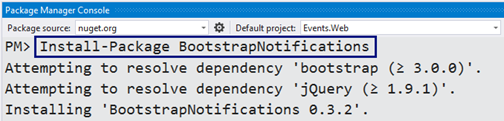 Package Manager Console
Package source: nuget.org Default project: Events.Web
PM> Install-Package BootstrapNotifications
Attempting to resolve dependency 'bootstrap (≥ 3.0.0)'.
Attempting to resolve dependency 'jQuery (≥ 1.9.1)'.
Installing 'BootstrapNotifications 0.3.2'.